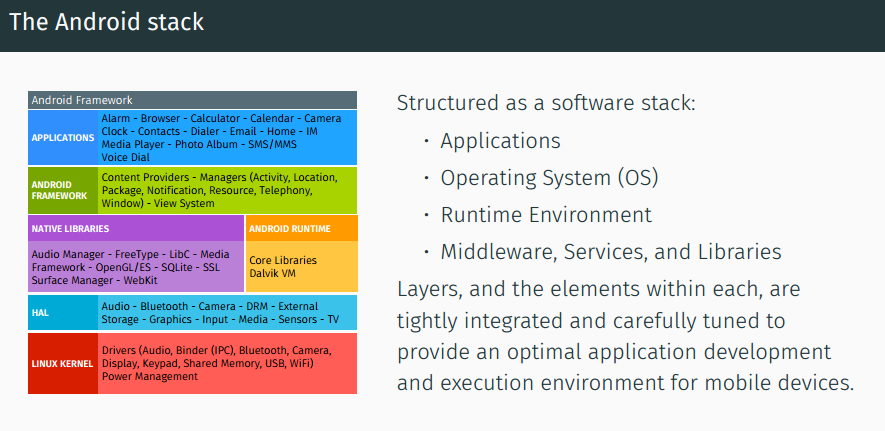 The Android stack
Android Framework
APPLICATIONS
Alarm - Browser - Calculator - Calendar - Camera
Clock - Contacts - Dialer - Email - Home - IM
Media Player - Photo Album - SMS/MMS
Voice Dial
ANDROID
FRAMEWORK
Content Providers - Managers (Activity, Location,
Package, Notification, Resource, Telephony,
Window) - View System
NATIVE LIBRARIES
Audio Manager - FreeType - LibC - Media
Framework - OpenGL/ES - SQLite - SSL
Surface Manager - WebKit
ANDROID RUNTIME
Core Libraries
Dalvik VM
HAL
Audio - Bluetooth - Camera - DRM - External
Storage - Graphics - Input - Media - Sensors - TV
LINUX KERNEL
Drivers (Audio, Binder (IPC), Bluetooth, Camera,
Display, Keypad, Shared Memory, USB, WiFi)
Power Management
Structured as a software stack:
• Applications
• Operating System (OS)
• Runtime Environment
• Middleware, Services, and Libraries
Layers, and the elements within each, are
tightly integrated and carefully tuned to
provide an optimal application development
and execution environment for mobile devices.